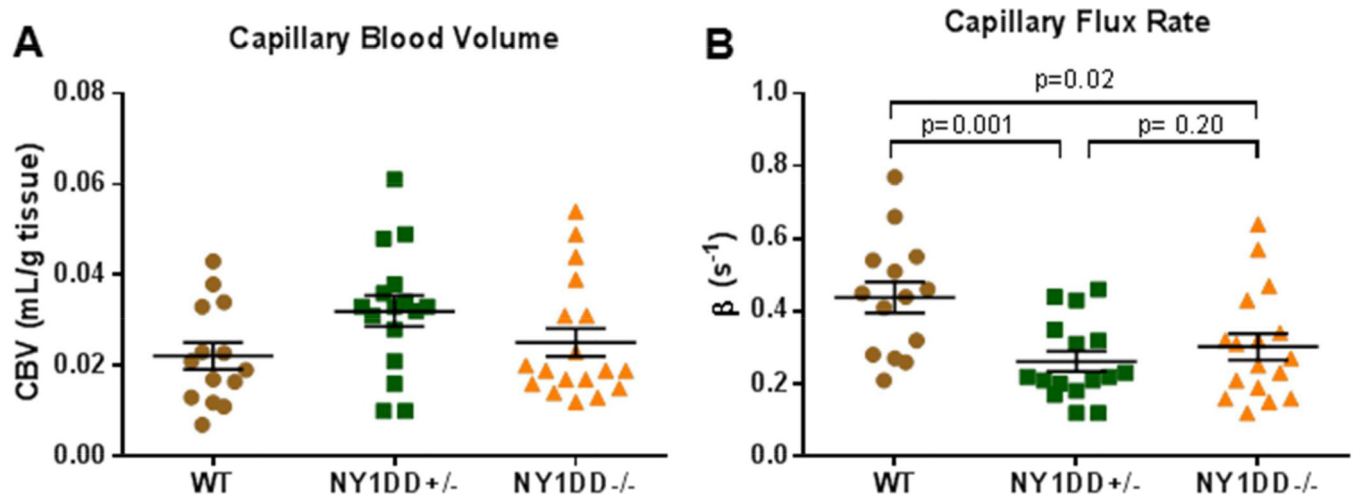 A
Capillary Blood Volume
CBV (mL/g tissue)
0.08
0.06
0.04
0.02
0.00
WT
NY1DD+/-
NY1DD-/-
B
Capillary Flux Rate
β (s⁻¹)
1.0
0.8
0.6
0.4
0.2
0.0
p=0.02
p=0.001
p= 0.20
WT
NY1DD+/-
NY1DD-/-